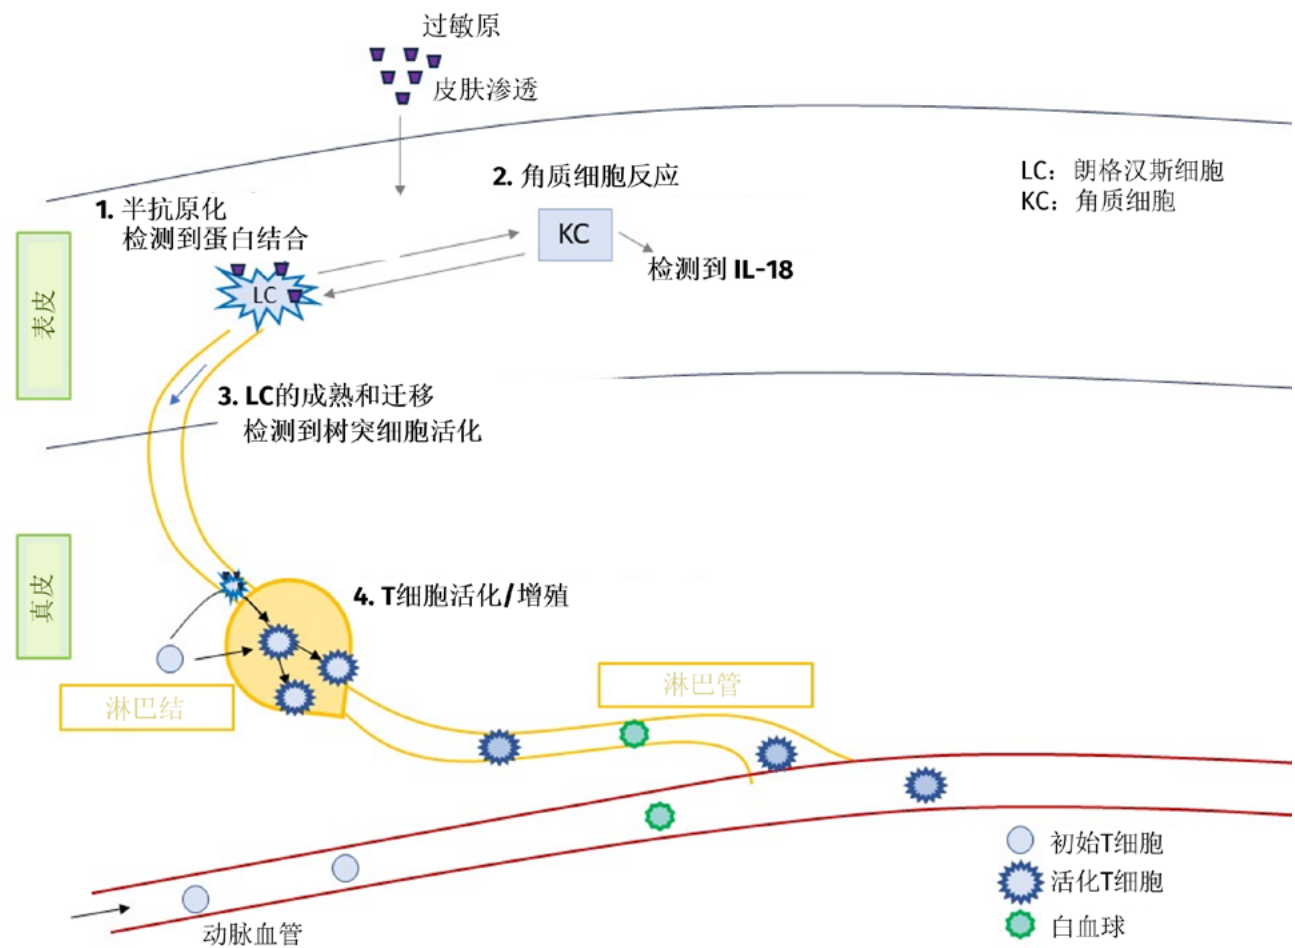 过敏原
皮肤渗透
2. 角质细胞反应
LC：朗格汉斯细胞
KC：角质细胞
1. 半抗原化
检测到蛋白结合
KC
检测到 IL-18
LC
表皮
3. LC的成熟和迁移
检测到树突细胞活化
真皮
4. T细胞活化/增殖
淋巴结
淋巴管
初始T细胞
活化T细胞
白血球
动脉血管